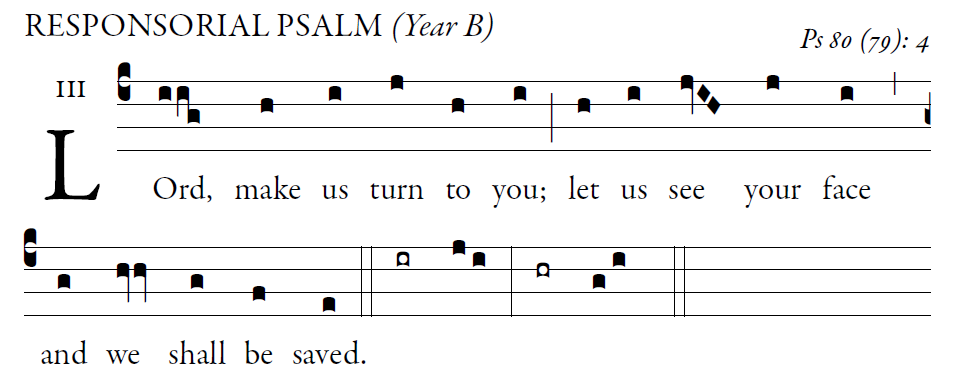 RESPONSORIAL PSALM (Year B)
Ps 80 (79): 4
III
LOrd, make us turn to you; let us see your face
and we shall be saved.